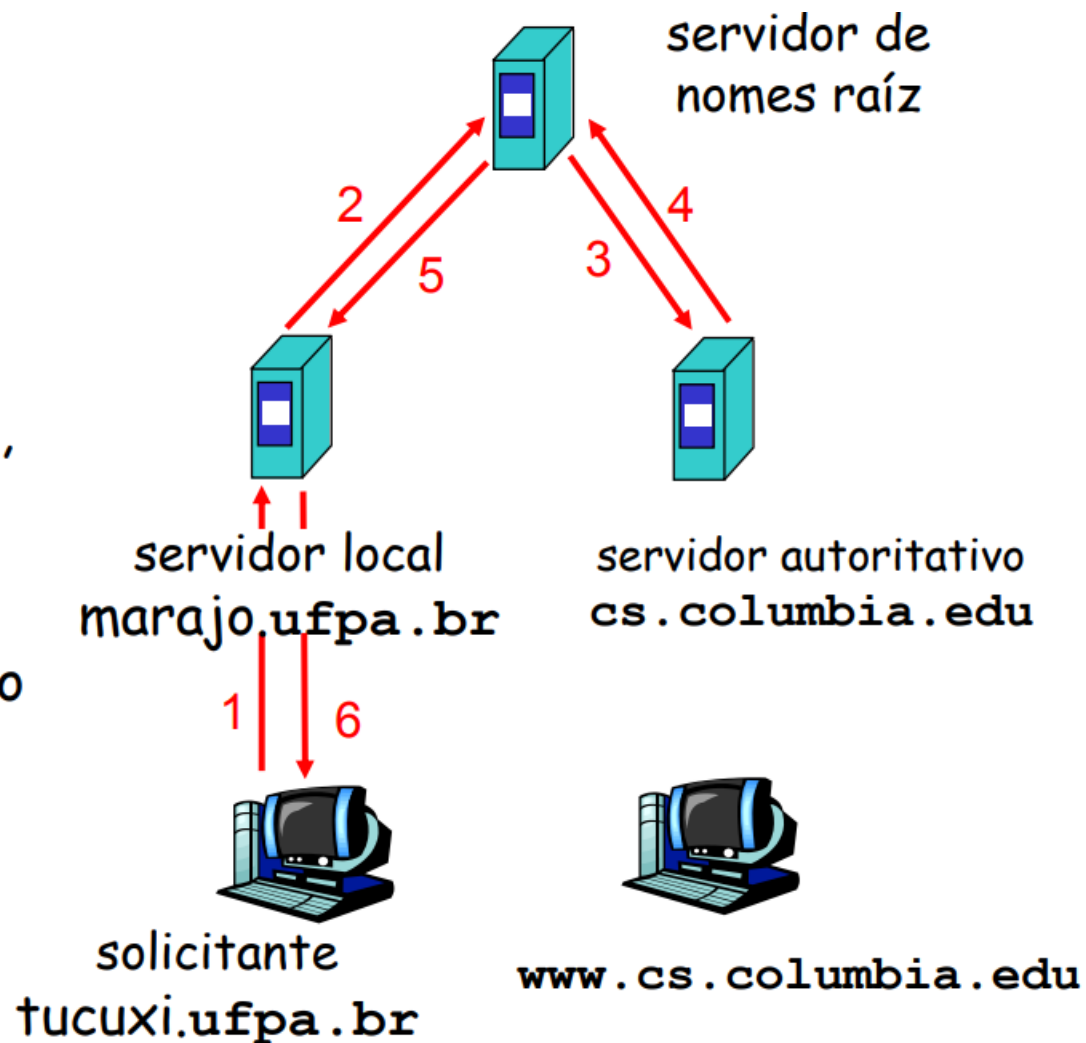 servidor de
nomes raíz
2
4
5
3
,
servidor local
marajo.ufpa.br
servidor autoritativo
cs.columbia.edu
o
1
6
solicitante
tucuxi.ufpa.br
www.cs.columbia.edu